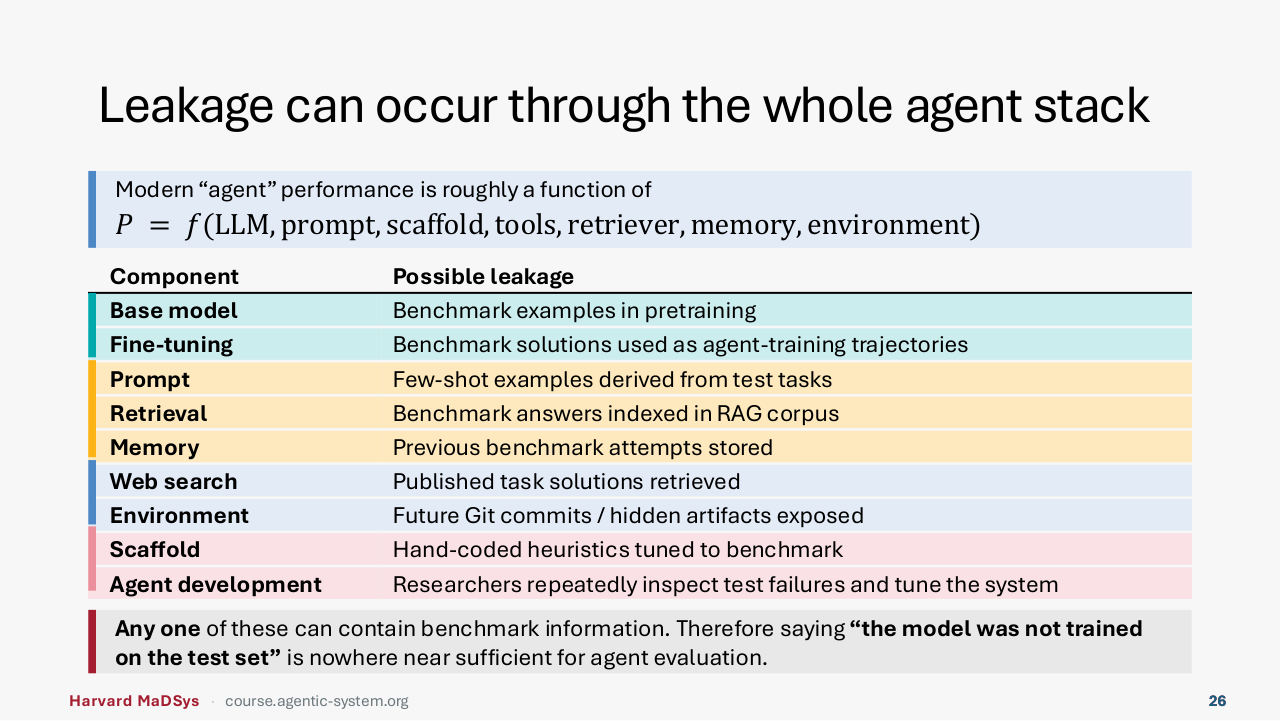 Leakage can occur through the whole agent stack
Modern “agent” performance is roughly a function of
P = f(LLM, prompt, scaffold, tools, retriever, memory, environment)
Component Possible leakage
Base model Benchmark examples in pretraining
Fine-tuning Benchmark solutions used as agent-training trajectories
Prompt Few-shot examples derived from test tasks
Retrieval Benchmark answers indexed in RAG corpus
Memory Previous benchmark attempts stored
Web search Published task solutions retrieved
Environment Future Git commits / hidden artifacts exposed
Scaffold Hand-coded heuristics tuned to benchmark
Agent development Researchers repeatedly inspect test failures and tune the system
Any one of these can contain benchmark information. Therefore saying “the model was not trained
on the test set” is nowhere near sufficient for agent evaluation.
Harvard MaDSys · course.agentic-system.org 26